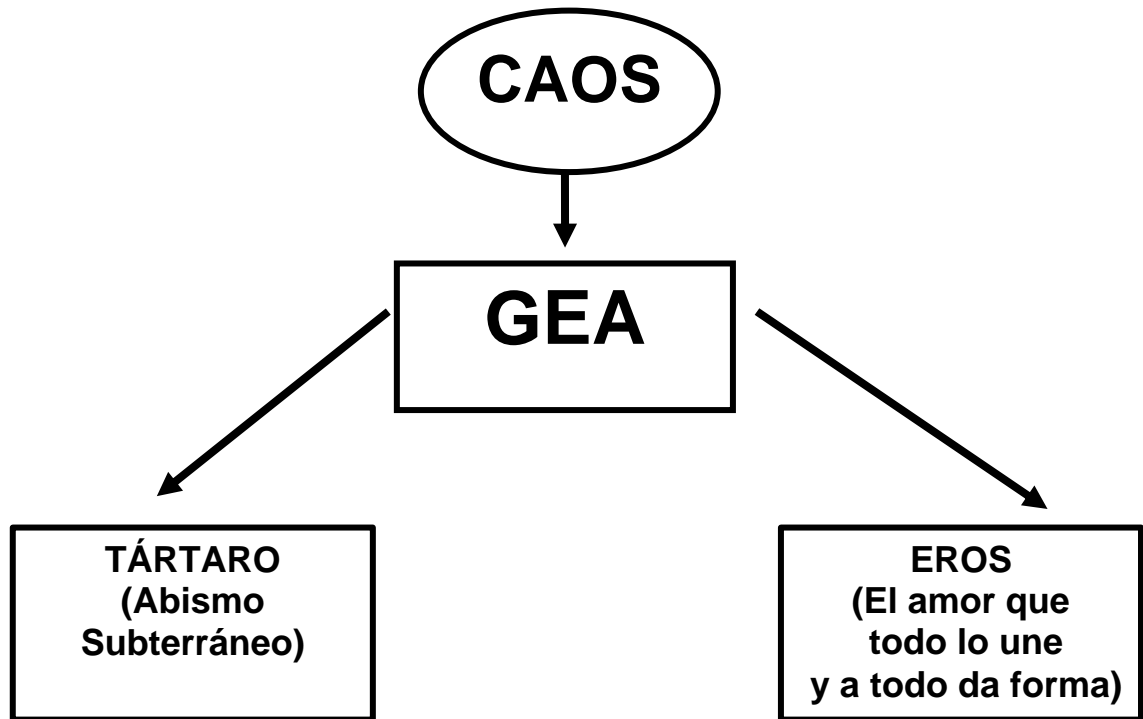 CAOS
GEA
TÁRTARO
(Abismo
Subterráneo)
EROS
(El amor que
todo lo une
y a todo da forma)